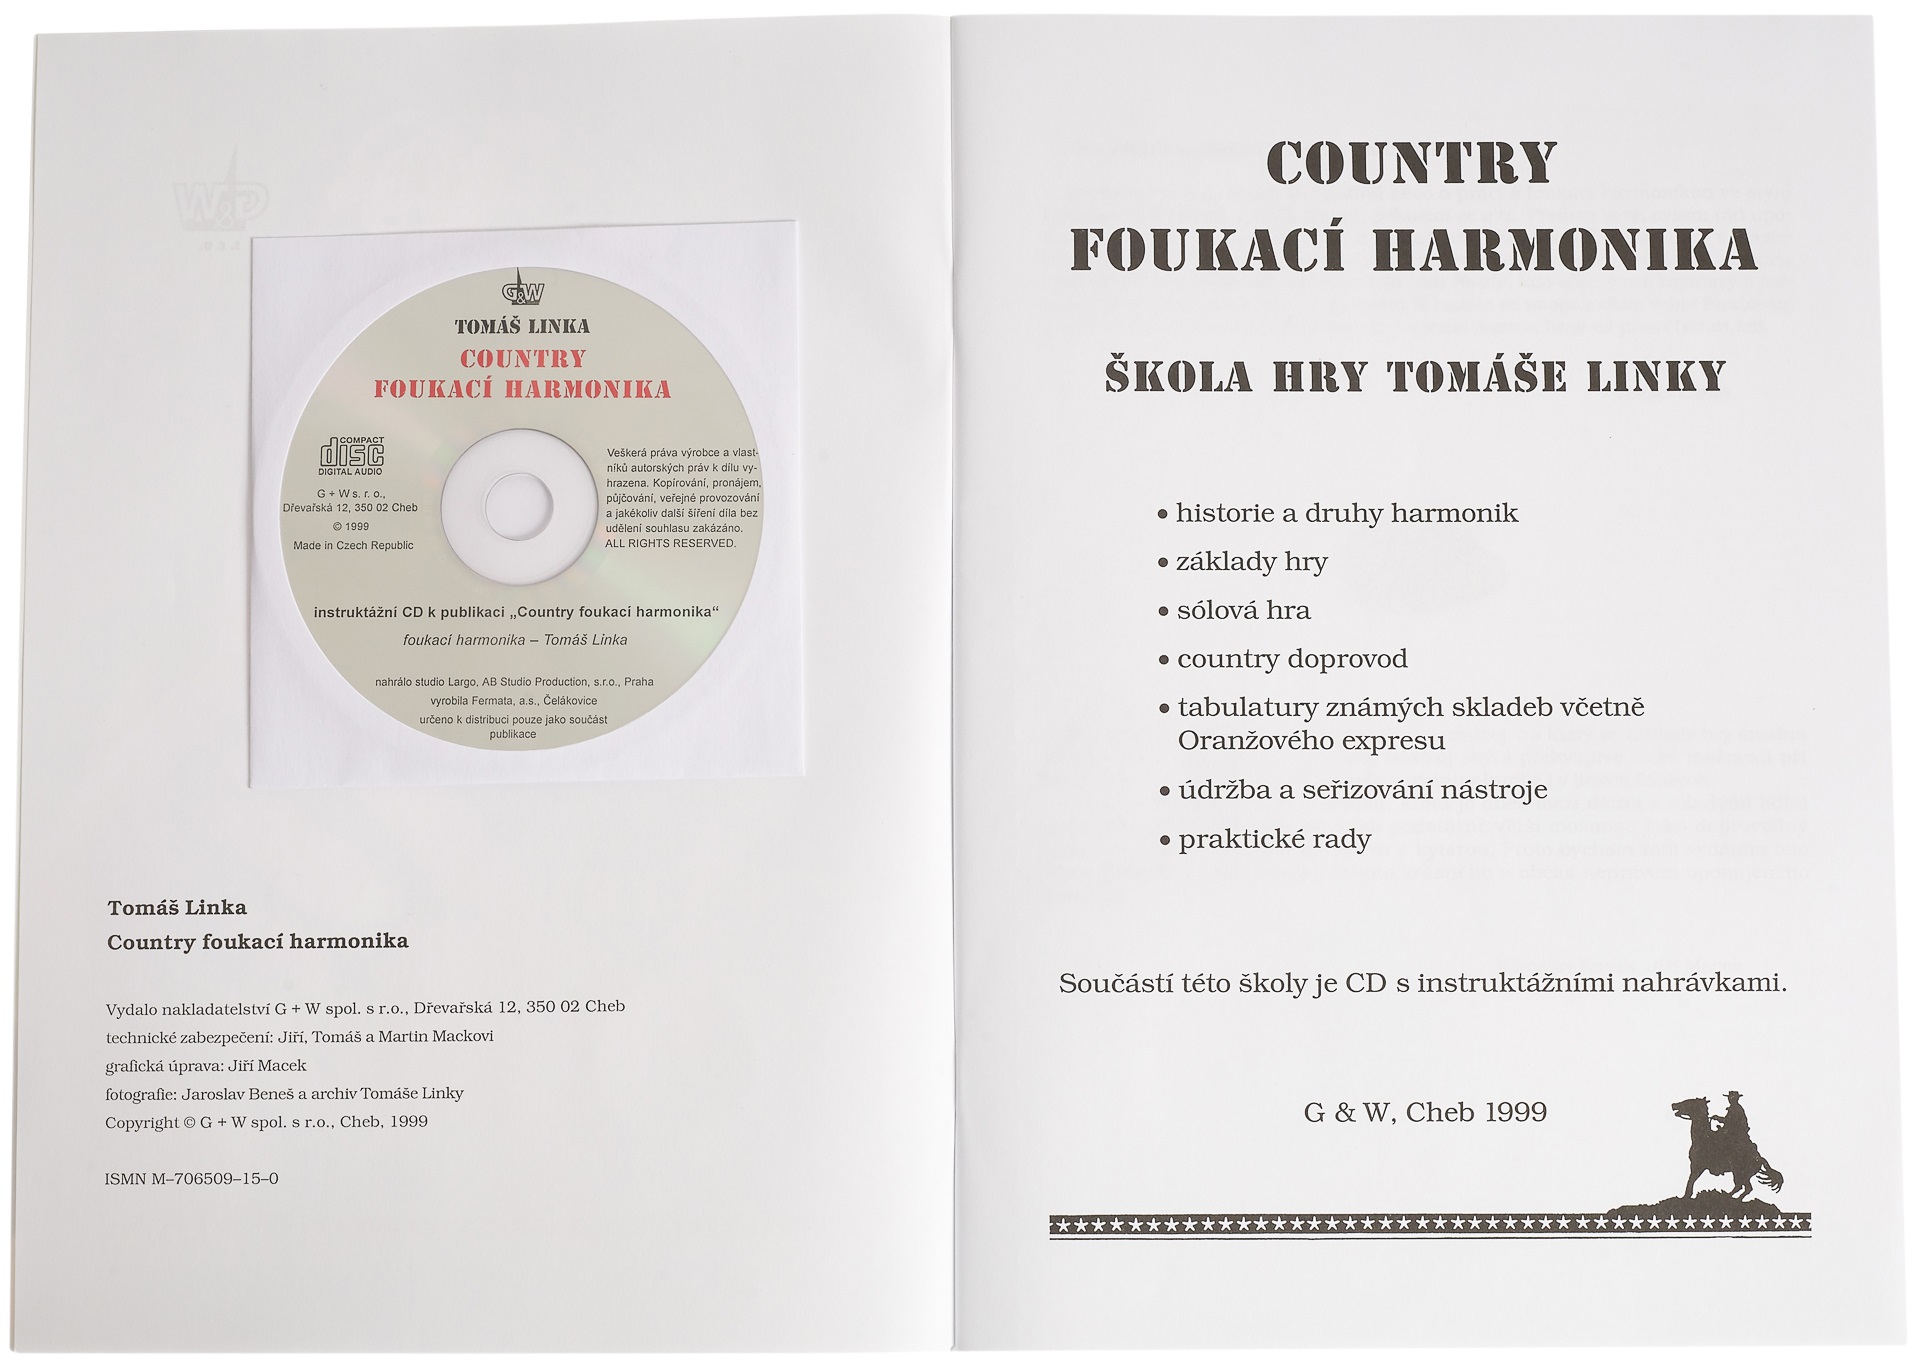 G&W
TOMÁŠ LINKA
COUNTRY
FOUKACÍ HARMONIKA
COMPACT
disc
DIGITAL AUDIO
G + W s. r. o.,
Dřevařská 12, 350 02 Cheb
© 1999
Made in Czech Republic
Veškerá práva výrobce a vlast-
níků autorských práv k dílu vy-
hrazena. Kopírování, pronájem,
půjčování, veřejné provozování
a jakékoliv další šíření díla bez
udělení souhlasu zakázáno.
ALL RIGHTS RESERVED.
instruktážní CD k publikaci „Country foukací harmonika“
foukací harmonika – Tomáš Linka
nahrálo studio Largo, AB Studio Production, s.r.o., Praha
vyrobila Fermata, a.s., Čelákovice
určeno k distribuci pouze jako součást
publikace
Tomáš Linka
Country foukací harmonika
Vydalo nakladatelství G + W spol. s r.o., Dřevařská 12, 350 02 Cheb
technické zabezpečení: Jiří, Tomáš a Martin Mackovi
grafická úprava: Jiří Macek
fotografie: Jaroslav Beneš a archiv Tomáše Linky
Copyright © G + W spol. s r.o., Cheb, 1999
ISMN M–706509–15–0
COUNTRY
FOUKACÍ HARMONIKA
ŠKOLA HRY TOMÁŠE LINKY
• historie a druhy harmonik
• základy hry
• sólová hra
• country doprovod
• tabulatury známých skladeb včetně
Oranžového expresu
• údržba a seřizování nástroje
• praktické rady
Součástí této školy je CD s instruktážními nahrávkami.
G & W, Cheb 1999